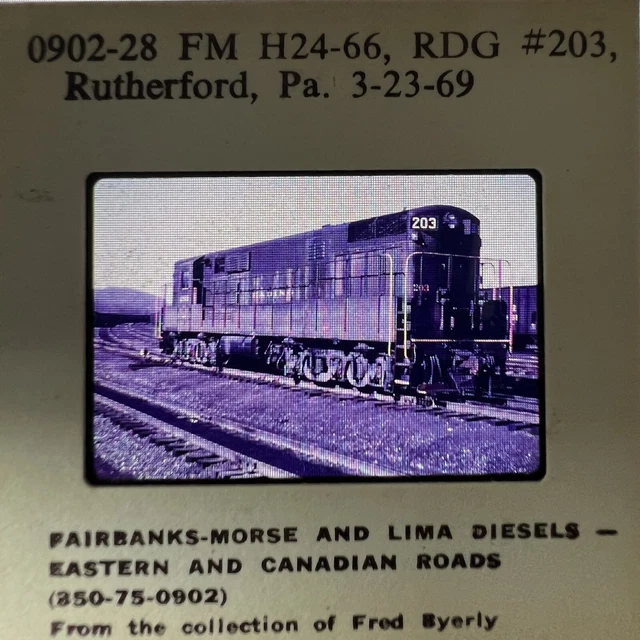 0902-28 FM H24-66, RDG #203,
Rutherford, Pa. 3-23-69
203
203
FAIRBANKS-MORSE AND LIMA DIESELS —
EASTERN AND CANADIAN ROADS
(350-75-0902)
From the collection of Fred Byerly